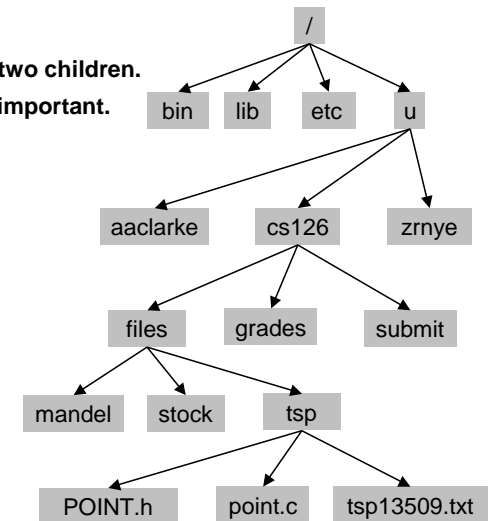 /
two children.
important.
bin lib etc u
aaclarke cs126 zrnye
files grades submit
mandel stock tsp
POINT.h point.c tsp13509.txt